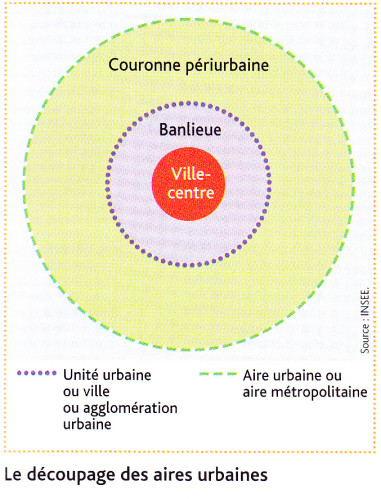 Couronne périurbaine
Banlieue
Ville-
centre
Source : INSEE.
Unité urbaine
ou ville
ou agglomération
urbaine
Aire urbaine ou
aire métropolitaine
Le découpage des aires urbaines